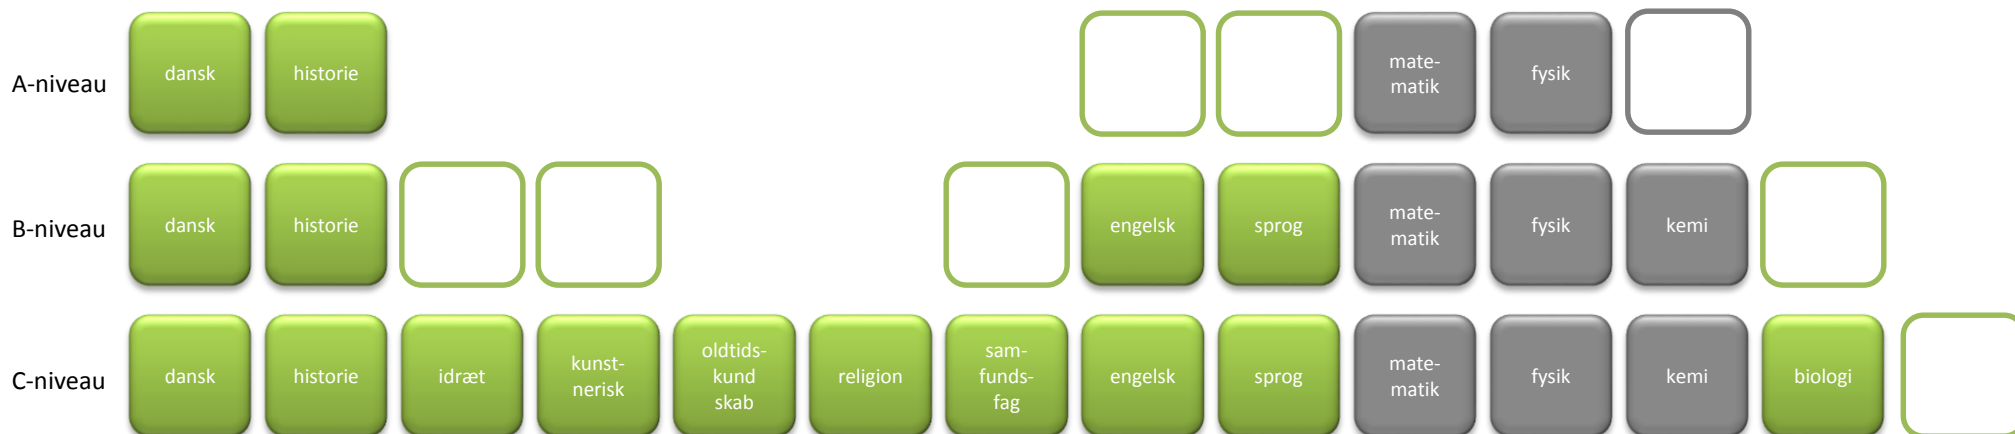 A-niveau
dansk
historie
mate-
matik
fysik
B-niveau
dansk
historie
engelsk
sprog
mate-
matik
fysik
kemi
C-niveau
dansk
historie
idræt
kunst-
nerisk
oldtids-
kund
skab
religion
sam-
funds-
fag
engelsk
sprog
mate-
matik
fysik
kemi
biologi